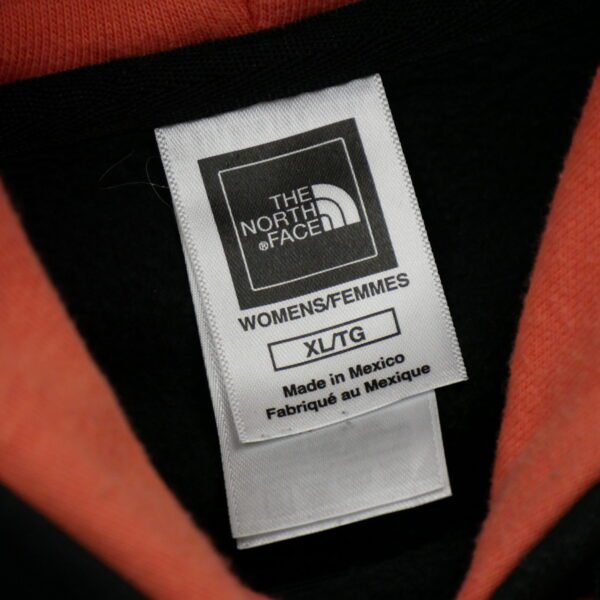 THE
NORTH
®FACE
WOMENS/FEMMES
XL/TG
Made in Mexico
Fabriqué au Mexique